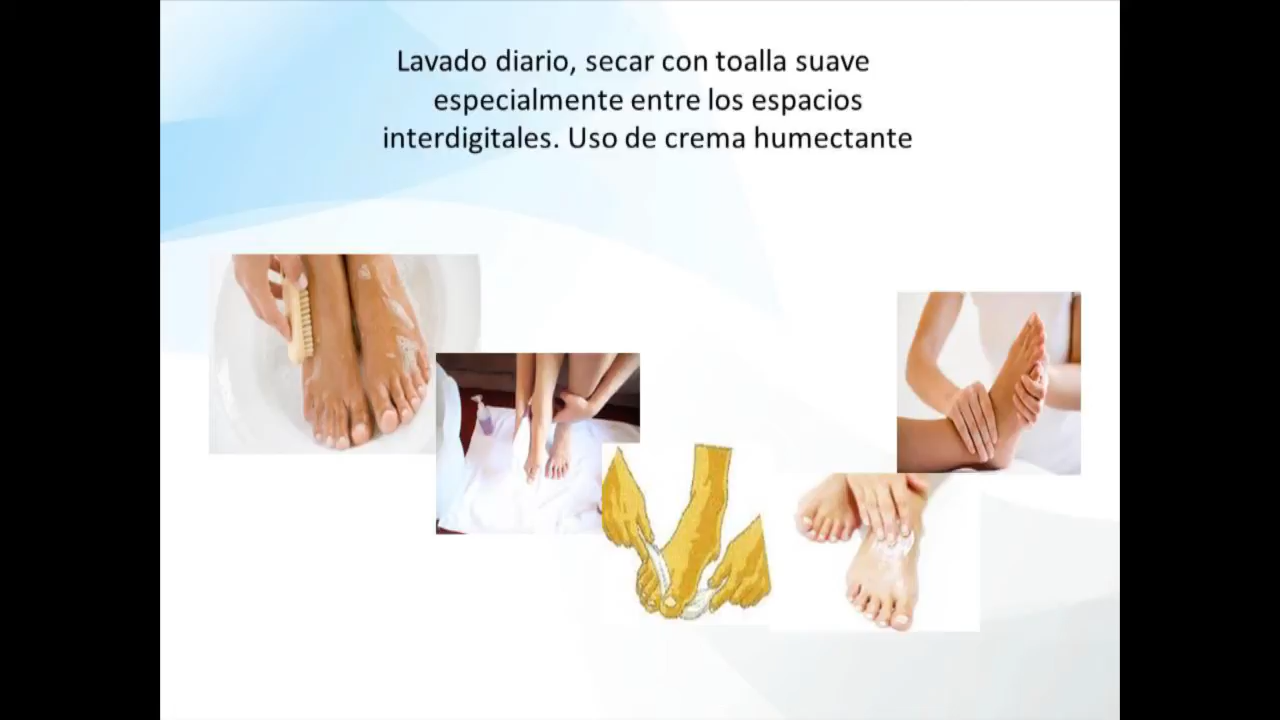 Lavado diario, secar con toalla suave
especialmente entre los espacios
interdigitales. Uso de crema humectante